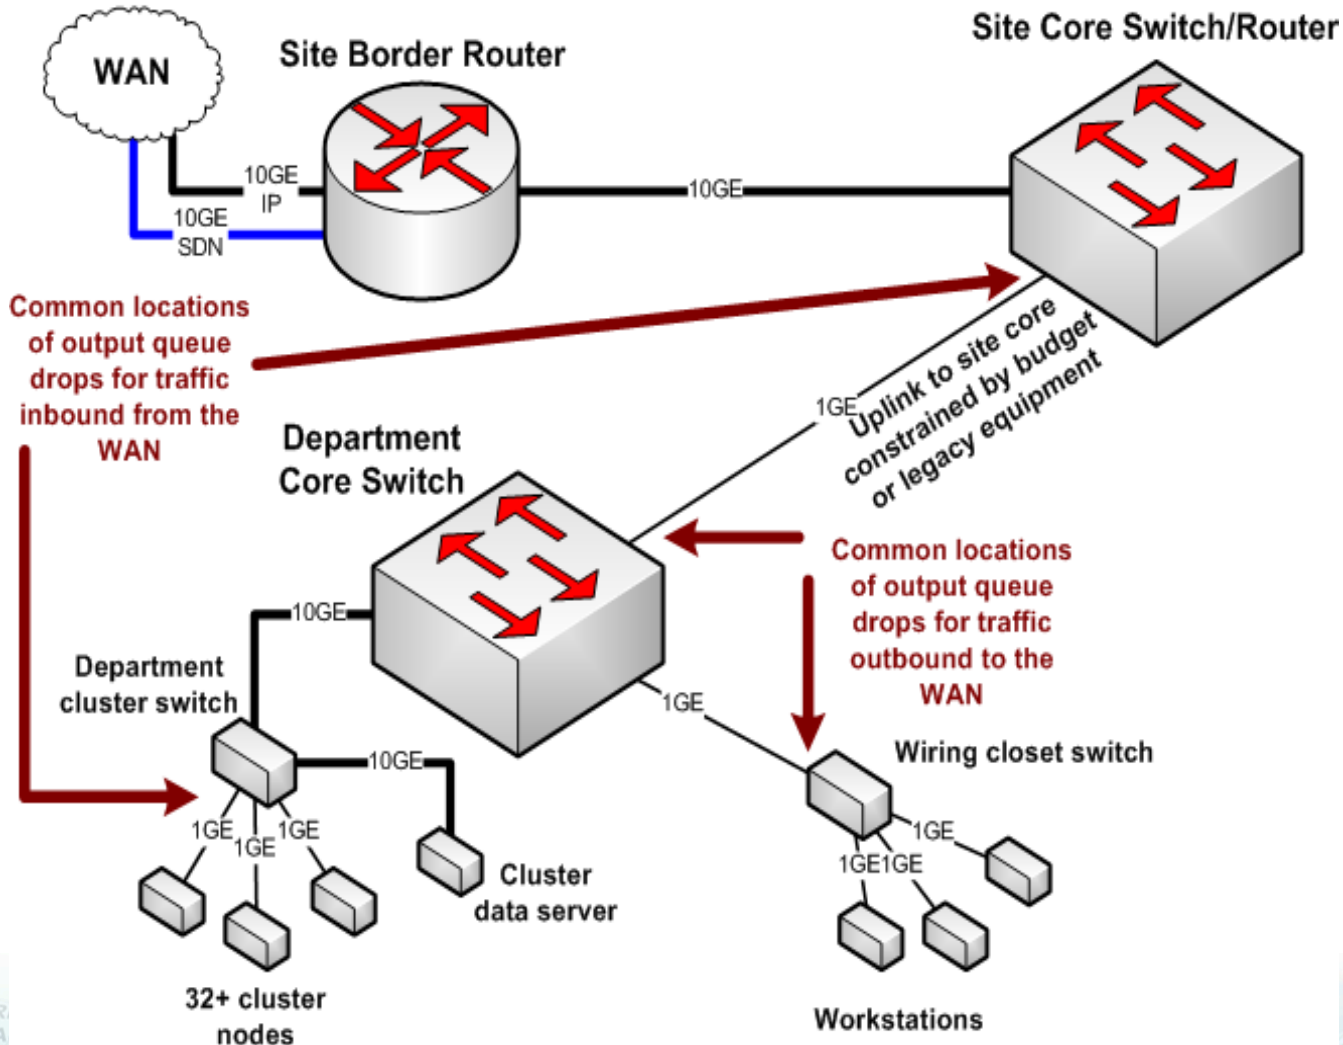 Site Core Switch/Router
Site Border Router
WAN
10GE
IP
10GE
SDN
10GE
Common locations
of output queue
drops for traffic
inbound from the
WAN
1GE
Uplink to site core
constrained by budget
or legacy equipment
Department
Core Switch
Common locations
of output queue
drops for traffic
outbound to the
WAN
10GE
Department
cluster switch
1GE
Wiring closet switch
10GE
1GE
1GE
1GE
1GE
1GE
1GE
Cluster
data server
32+ cluster
nodes
Workstations